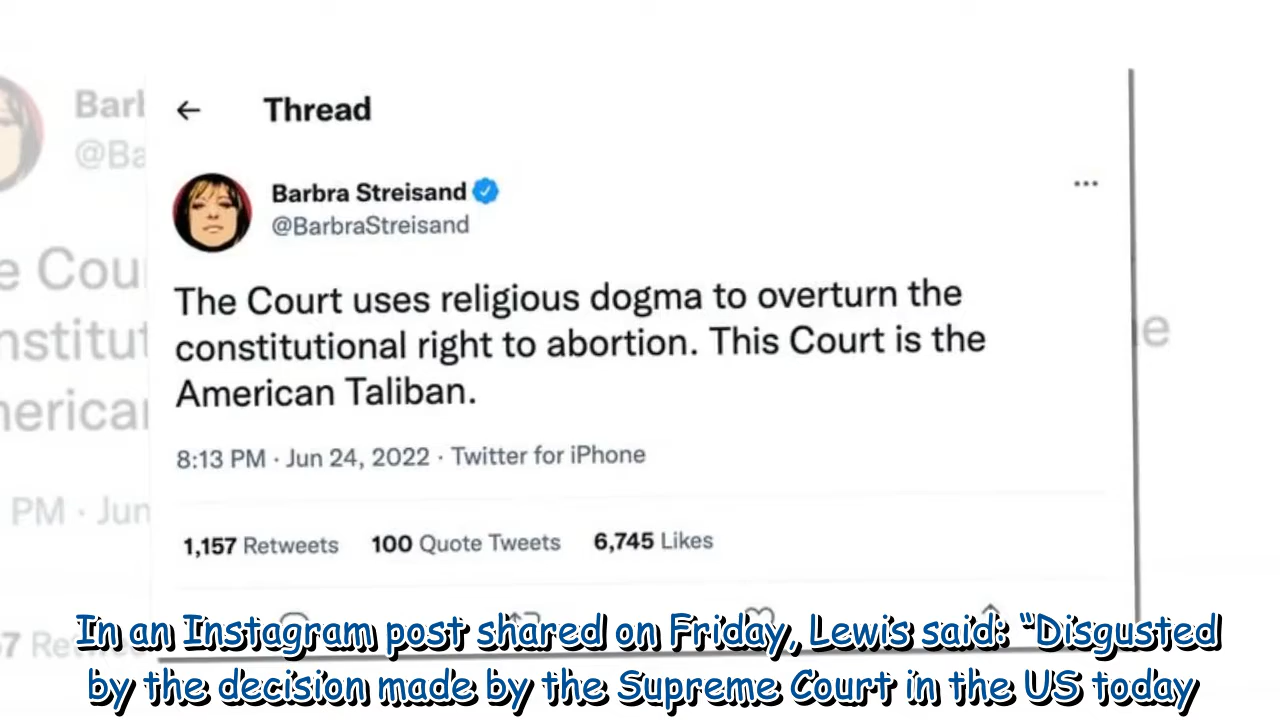 Thread
Barbra Streisand
@BarbraStreisand
The Court uses religious dogma to overturn the
constitutional right to abortion. This Court is the
American Taliban.
8:13 PM · Jun 24, 2022 · Twitter for iPhone
1,157 Retweets 100 Quote Tweets 6,745 Likes
In an Instagram post shared on Friday, Lewis said: “Disgusted
by the decision made by the Supreme Court in the US today